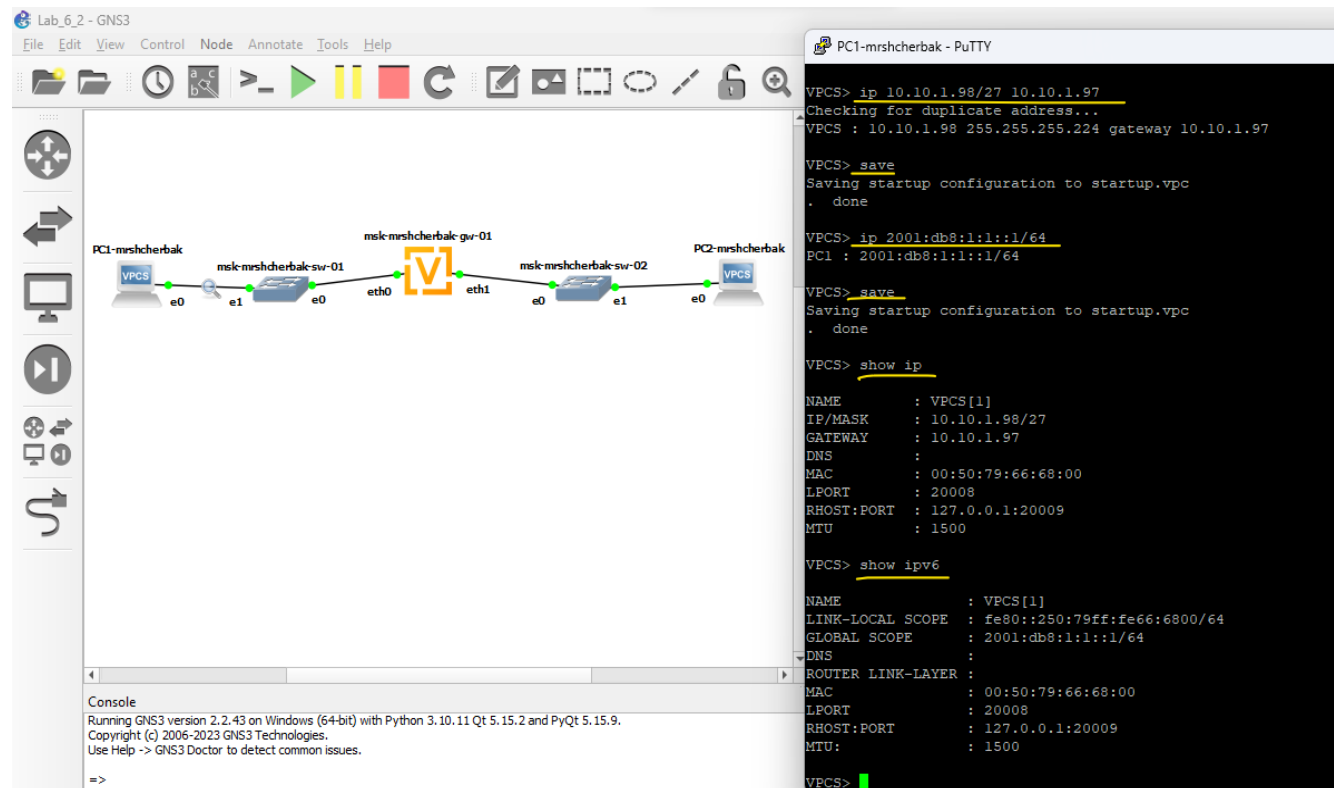 Lab_6_2 - GNS3
File Edit View Control Node Annotate Tools Help
PC1-mrshcherbak
VPCS
e0
msk-mrshcherbak-sw-01
e1
e0
msk-mrshcherbak-gw-01
eth0
V
eth1
msk-mrshcherbak-sw-02
e0
e1
PC2-mrshcherbak
VPCS
e0
Console
Running GNS3 version 2.2.43 on Windows (64-bit) with Python 3.10.11 Qt 5.15.2 and PyQt 5.15.9.
Copyright (c) 2006-2023 GNS3 Technologies.
Use Help -> GNS3 Doctor to detect common issues.
=>
PC1-mrshcherbak - PuTTY
VPCS> ip 10.10.1.98/27 10.10.1.97
Checking for duplicate address...
VPCS : 10.10.1.98 255.255.255.224 gateway 10.10.1.97
VPCS> save
Saving startup configuration to startup.vpc
. done
VPCS> ip 2001:db8:1:1::1/64
PC1 : 2001:db8:1:1::1/64
VPCS> save
Saving startup configuration to startup.vpc
. done
VPCS> show ip
NAME : VPCS[1]
IP/MASK : 10.10.1.98/27
GATEWAY : 10.10.1.97
DNS :
MAC : 00:50:79:66:68:00
LPORT : 20008
RHOST:PORT : 127.0.0.1:20009
MTU : 1500
VPCS> show ipv6
NAME : VPCS[1]
LINK-LOCAL SCOPE : fe80::250:79ff:fe66:6800/64
GLOBAL SCOPE : 2001:db8:1:1::1/64
DNS :
ROUTER LINK-LAYER :
MAC : 00:50:79:66:68:00
LPORT : 20008
RHOST:PORT : 127.0.0.1:20009
MTU: : 1500
VPCS>